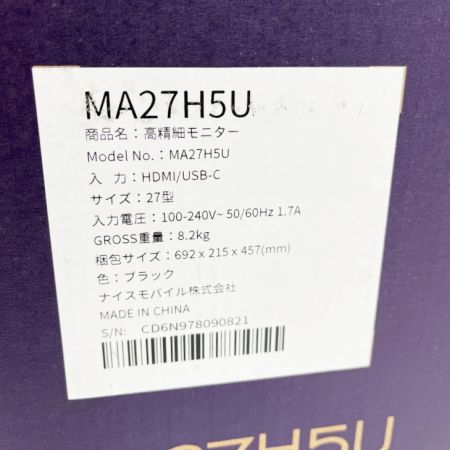 MA27H5U
商品名：高精細モニター
Model No.：MA27H5U
入 力：HDMI/USB-C
サイズ：27型
入力電圧：100-240V~ 50/60Hz 1.7A
GROSS重量：8.2kg
梱包サイズ：692 x 215 x 457(mm)
色：ブラック
ナイスモバイル株式会社
MADE IN CHINA
S/N: CD6N978090821
MA27H5U